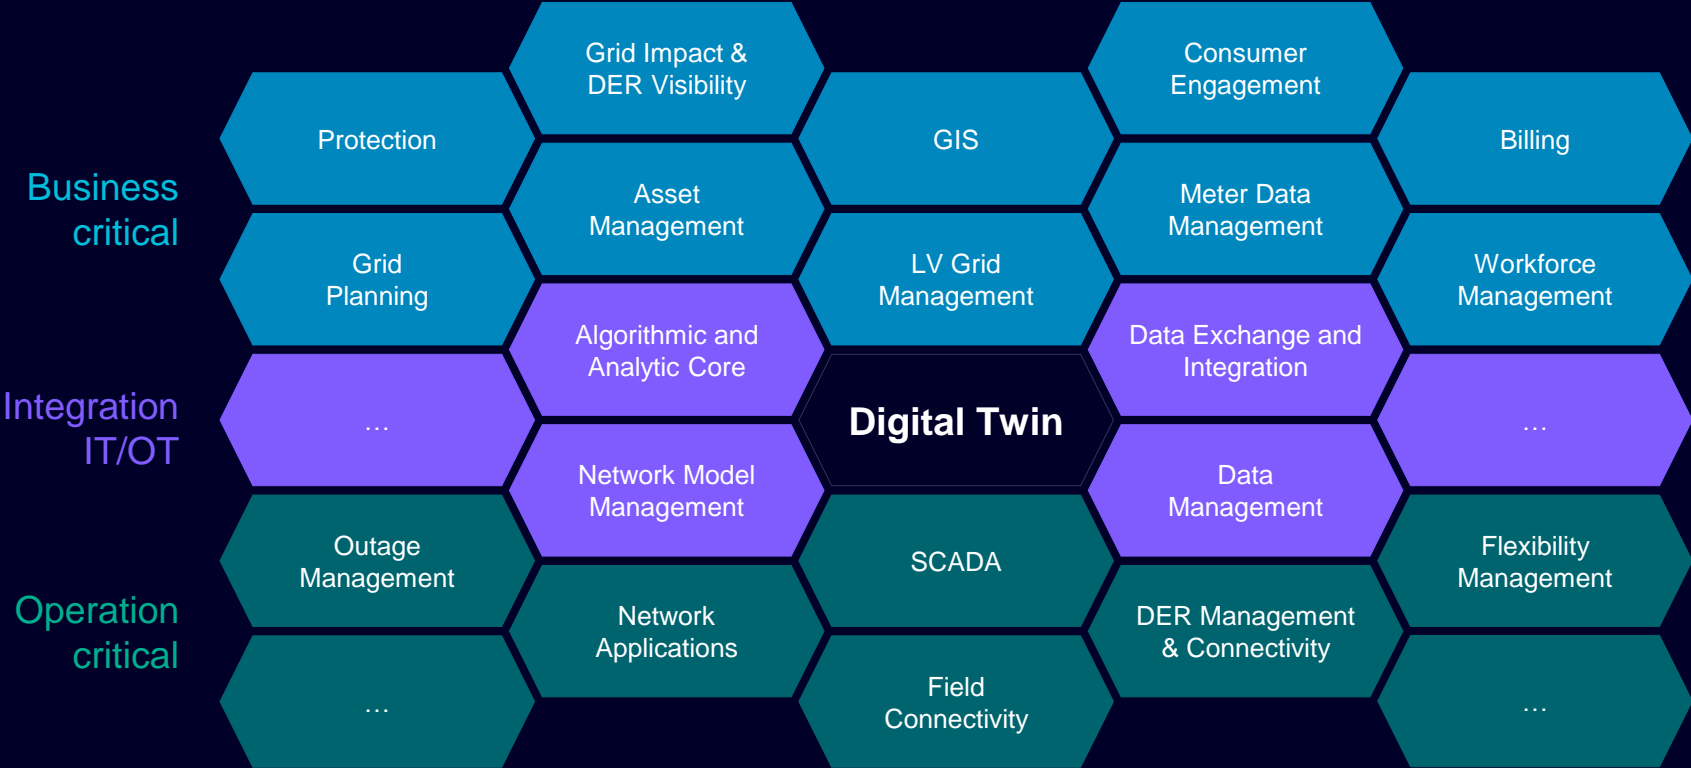 Business
critical
Integration
IT/OT
Operation
critical
Protection
Grid
Planning
…
Outage
Management
…
Grid Impact &
DER Visibility
Asset
Management
Algorithmic and
Analytic Core
Network Model
Management
Network
Applications
GIS
LV Grid
Management
Digital Twin
SCADA
Field
Connectivity
Consumer
Engagement
Meter Data
Management
Data Exchange and
Integration
Data
Management
DER Management
& Connectivity
Billing
Workforce
Management
…
Flexibility
Management
…